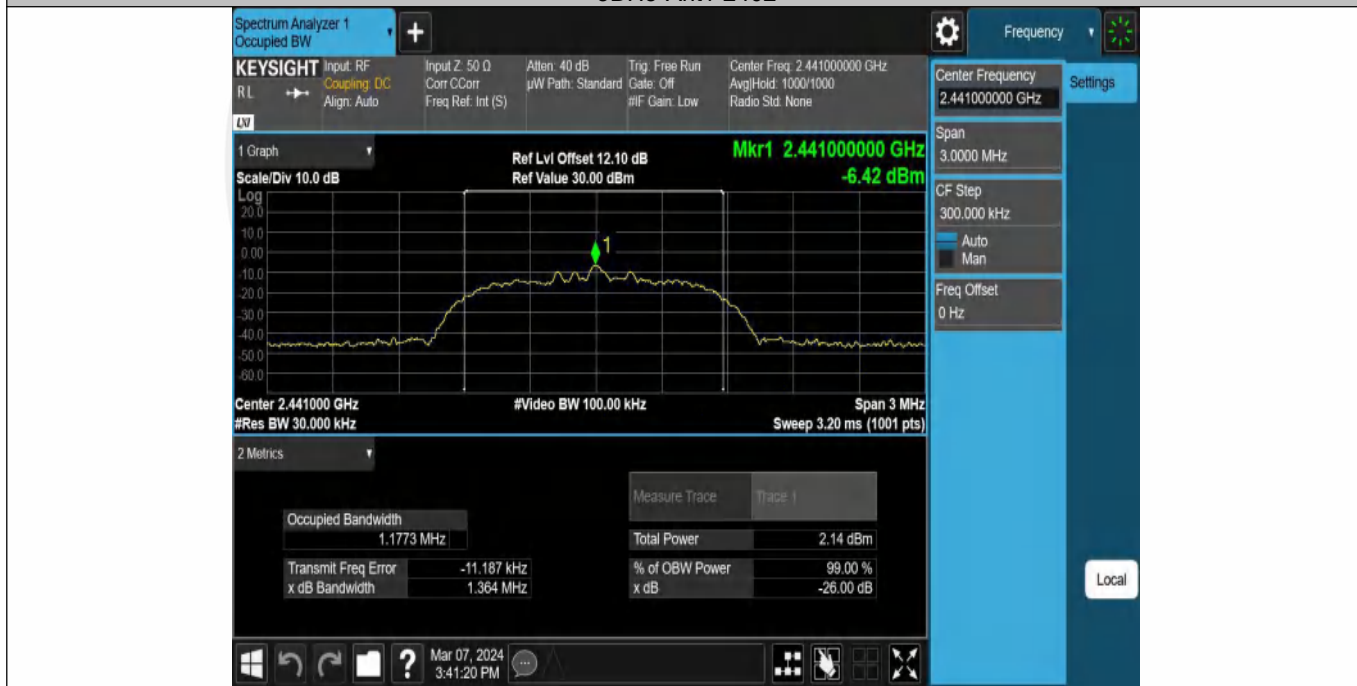 Spectrum Analyzer 1
Occupied BW
+
Frequency
KEYSIGHT
RL
LXI
Input: RF
Coupling: DC
Align: Auto
Input Z: 50 Ω
Corr CCorr
Freq Ref: Int (S)
Atten: 40 dB
µW Path: Standard
Trig: Free Run
Gate: Off
#IF Gain: Low
Center Freq: 2.441000000 GHz
Avg|Hold: 1000/1000
Radio Std: None
Center Frequency
2.441000000 GHz
Settings
Span
3.0000 MHz
CF Step
300.000 kHz
Auto
Man
Freq Offset
0 Hz
Local
1 Graph
Scale/Div 10.0 dB
Ref Lvl Offset 12.10 dB
Ref Value 30.00 dBm
Mkr1 2.441000000 GHz
-6.42 dBm
Log
20.0
10.0
0.00
-10.0
-20.0
-30.0
-40.0
-50.0
-60.0
1
Center 2.441000 GHz
#Res BW 30.000 kHz
#Video BW 100.00 kHz
Span 3 MHz
Sweep 3.20 ms (1001 pts)
2 Metrics
Measure Trace Trace 1
Occupied Bandwidth
1.1773 MHz
Total Power 2.14 dBm
Transmit Freq Error -11.187 kHz
% of OBW Power 99.00 %
x dB Bandwidth 1.364 MHz
x dB -26.00 dB
?
Mar 07, 2024
3:41:20 PM